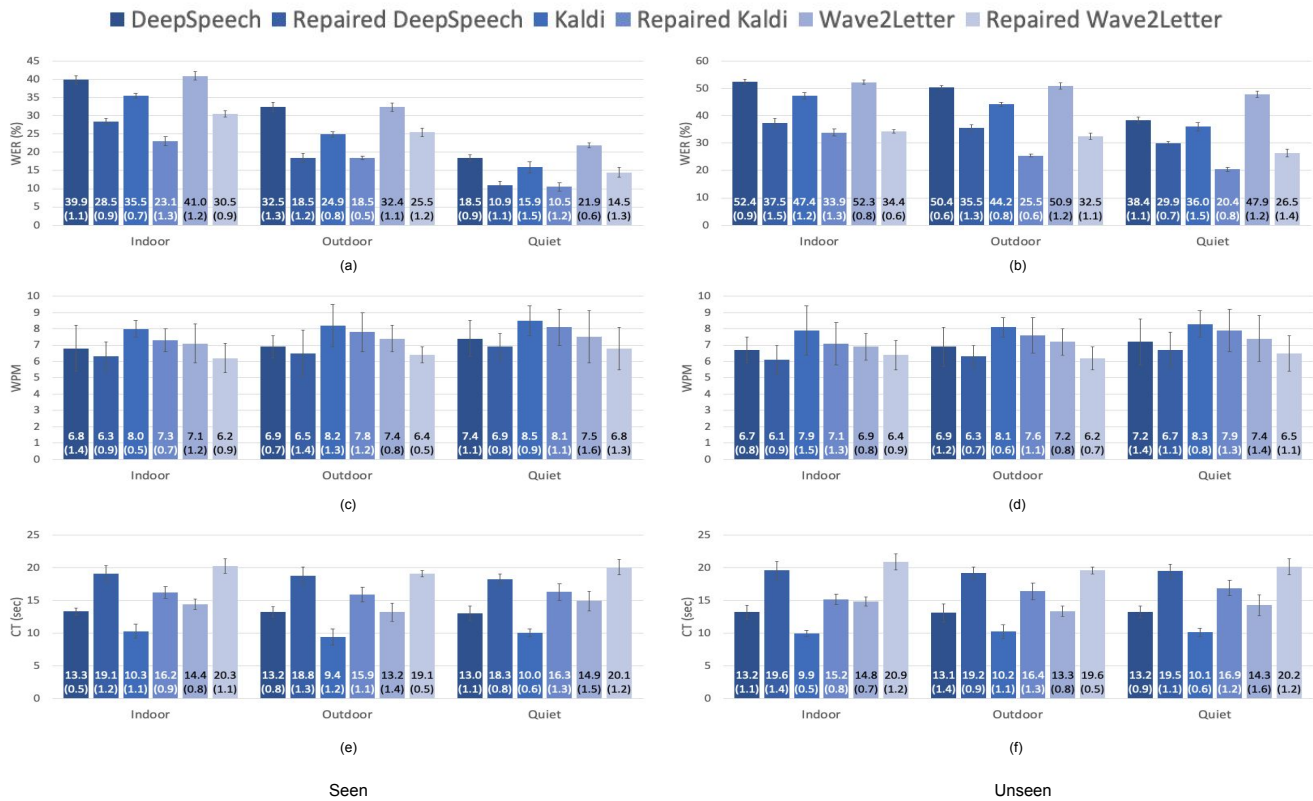 DeepSpeech Repaired DeepSpeech Kaldi Repaired Kaldi Wave2Letter Repaired Wave2Letter
WER (%)
45
40
35
30
25
20
15
10
5
0
39.9 28.5 35.5 23.1 41.0 30.5
(1.1) (0.9) (0.7) (1.3) (1.2) (0.9)
32.5 18.5 24.9 18.5 32.4 25.5
(1.3) (1.2) (0.8) (0.5) (1.1) (1.2)
18.5 10.9 15.9 10.5 21.9 14.5
(0.9) (1.1) (1.5) (1.2) (0.6) (1.3)
Indoor Outdoor Quiet
(a)
WER (%)
60
50
40
30
20
10
0
52.4 37.5 47.4 33.9 52.3 34.4
(0.9) (1.5) (1.2) (1.3) (0.8) (0.6)
50.4 35.5 44.2 25.5 50.9 32.5
(0.6) (1.3) (0.8) (0.6) (1.2) (1.1)
38.4 29.9 36.0 20.4 47.9 26.5
(1.1) (0.7) (1.5) (0.8) (1.2) (1.4)
Indoor Outdoor Quiet
(b)
WPM
10
9
8
7
6
5
4
3
2
1
0
6.8 6.3 8.0 7.3 7.1 6.2
(1.4) (0.9) (0.5) (0.7) (1.2) (0.9)
6.9 6.5 8.2 7.8 7.4 6.4
(0.7) (1.4) (1.3) (1.2) (0.8) (0.5)
7.4 6.9 8.5 8.1 7.5 6.8
(1.1) (0.8) (0.9) (1.1) (1.6) (1.3)
Indoor Outdoor Quiet
(c)
WPM
10
9
8
7
6
5
4
3
2
1
0
6.7 6.1 7.9 7.1 6.9 6.4
(0.8) (0.9) (1.5) (1.3) (0.8) (0.9)
6.9 6.3 8.1 7.6 7.2 6.2
(1.2) (0.7) (0.6) (1.1) (0.8) (0.7)
7.2 6.7 8.3 7.9 7.4 6.5
(1.4) (1.1) (0.8) (1.3) (1.4) (1.1)
Indoor Outdoor Quiet
(d)
CT (sec)
25
20
15
10
5
0
13.3 19.1 10.3 16.2 14.4 20.3
(0.5) (1.2) (1.1) (0.9) (0.8) (1.1)
13.2 18.8 9.4 15.9 13.2 19.1
(0.8) (1.3) (1.2) (1.1) (1.4) (0.5)
13.0 18.3 10.0 16.3 14.9 20.1
(1.1) (0.8) (0.6) (1.3) (1.5) (1.2)
Indoor Outdoor Quiet
(e)
CT (sec)
25
20
15
10
5
0
13.2 19.6 9.9 15.2 14.8 20.9
(1.1) (1.4) (0.5) (0.8) (0.7) (1.2)
13.1 19.2 10.2 16.4 13.3 19.6
(1.4) (0.9) (1.1) (1.3) (0.8) (0.5)
13.2 19.5 10.1 16.9 14.3 20.2
(0.9) (1.1) (0.6) (1.2) (1.6) (1.2)
Indoor Outdoor Quiet
(f)
Seen Unseen